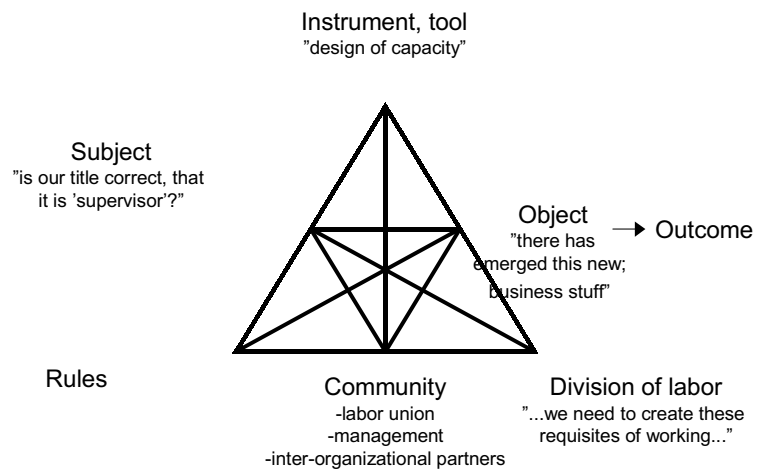 Instrument, tool
”design of capacity”
Subject
”is our title correct, that
it is ’supervisor’?”
Object
”there has
emerged this new;
business stuff”
Outcome
Rules
Community
-labor union
-management
-inter-organizational partners
Division of labor
”...we need to create these
requisites of working...”